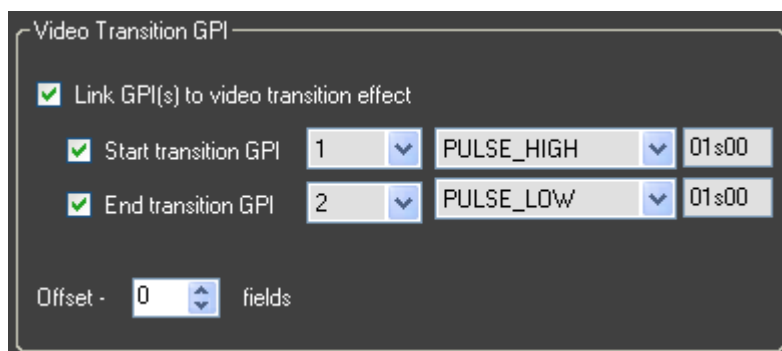 Video Transition GPI
Link GPI(s) to video transition effect
Start transition GPI 1 PULSE_HIGH 01s00
End transition GPI 2 PULSE_LOW 01s00
Offset - 0 fields